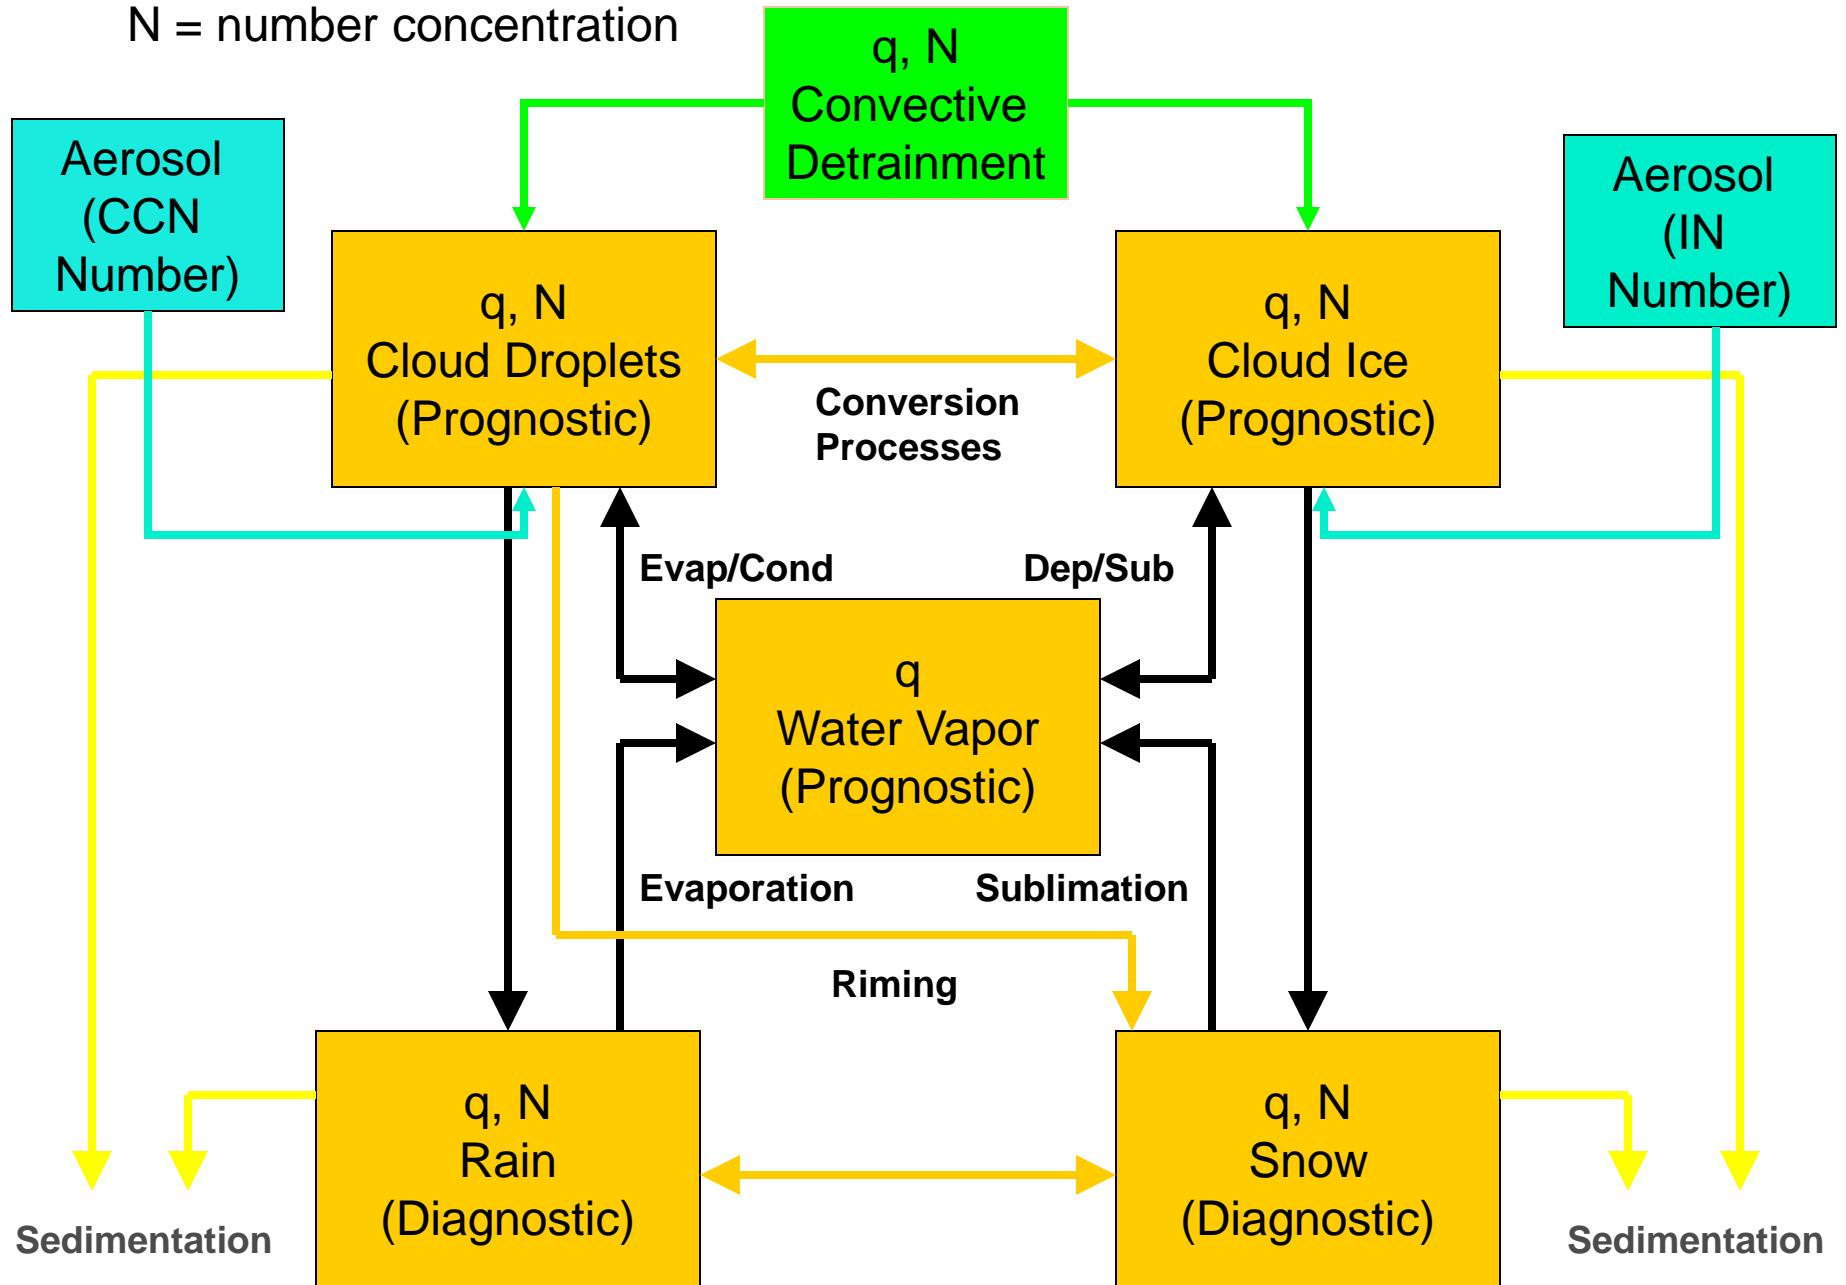 N = number concentration
q, N
Convective
Detrainment
Aerosol
(CCN
Number)
Aerosol
(IN
Number)
q, N
Cloud Droplets
(Prognostic)
q, N
Cloud Ice
(Prognostic)
Conversion
Processes
Evap/Cond
Dep/Sub
q
Water Vapor
(Prognostic)
Evaporation
Sublimation
Riming
q, N
Rain
(Diagnostic)
q, N
Snow
(Diagnostic)
Sedimentation
Sedimentation